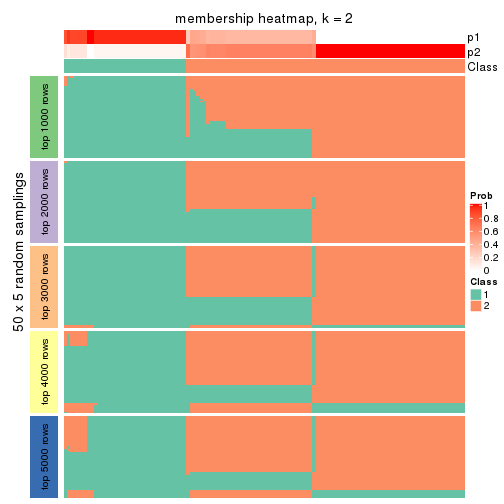 membership heatmap, k = 2
p1
p2
Class
50 x 5 random samplings
top 1000 rows
top 2000 rows
top 3000 rows
top 4000 rows
top 5000 rows
Prob
1
0.8
0.6
0.4
0.2
0
Class
1
2